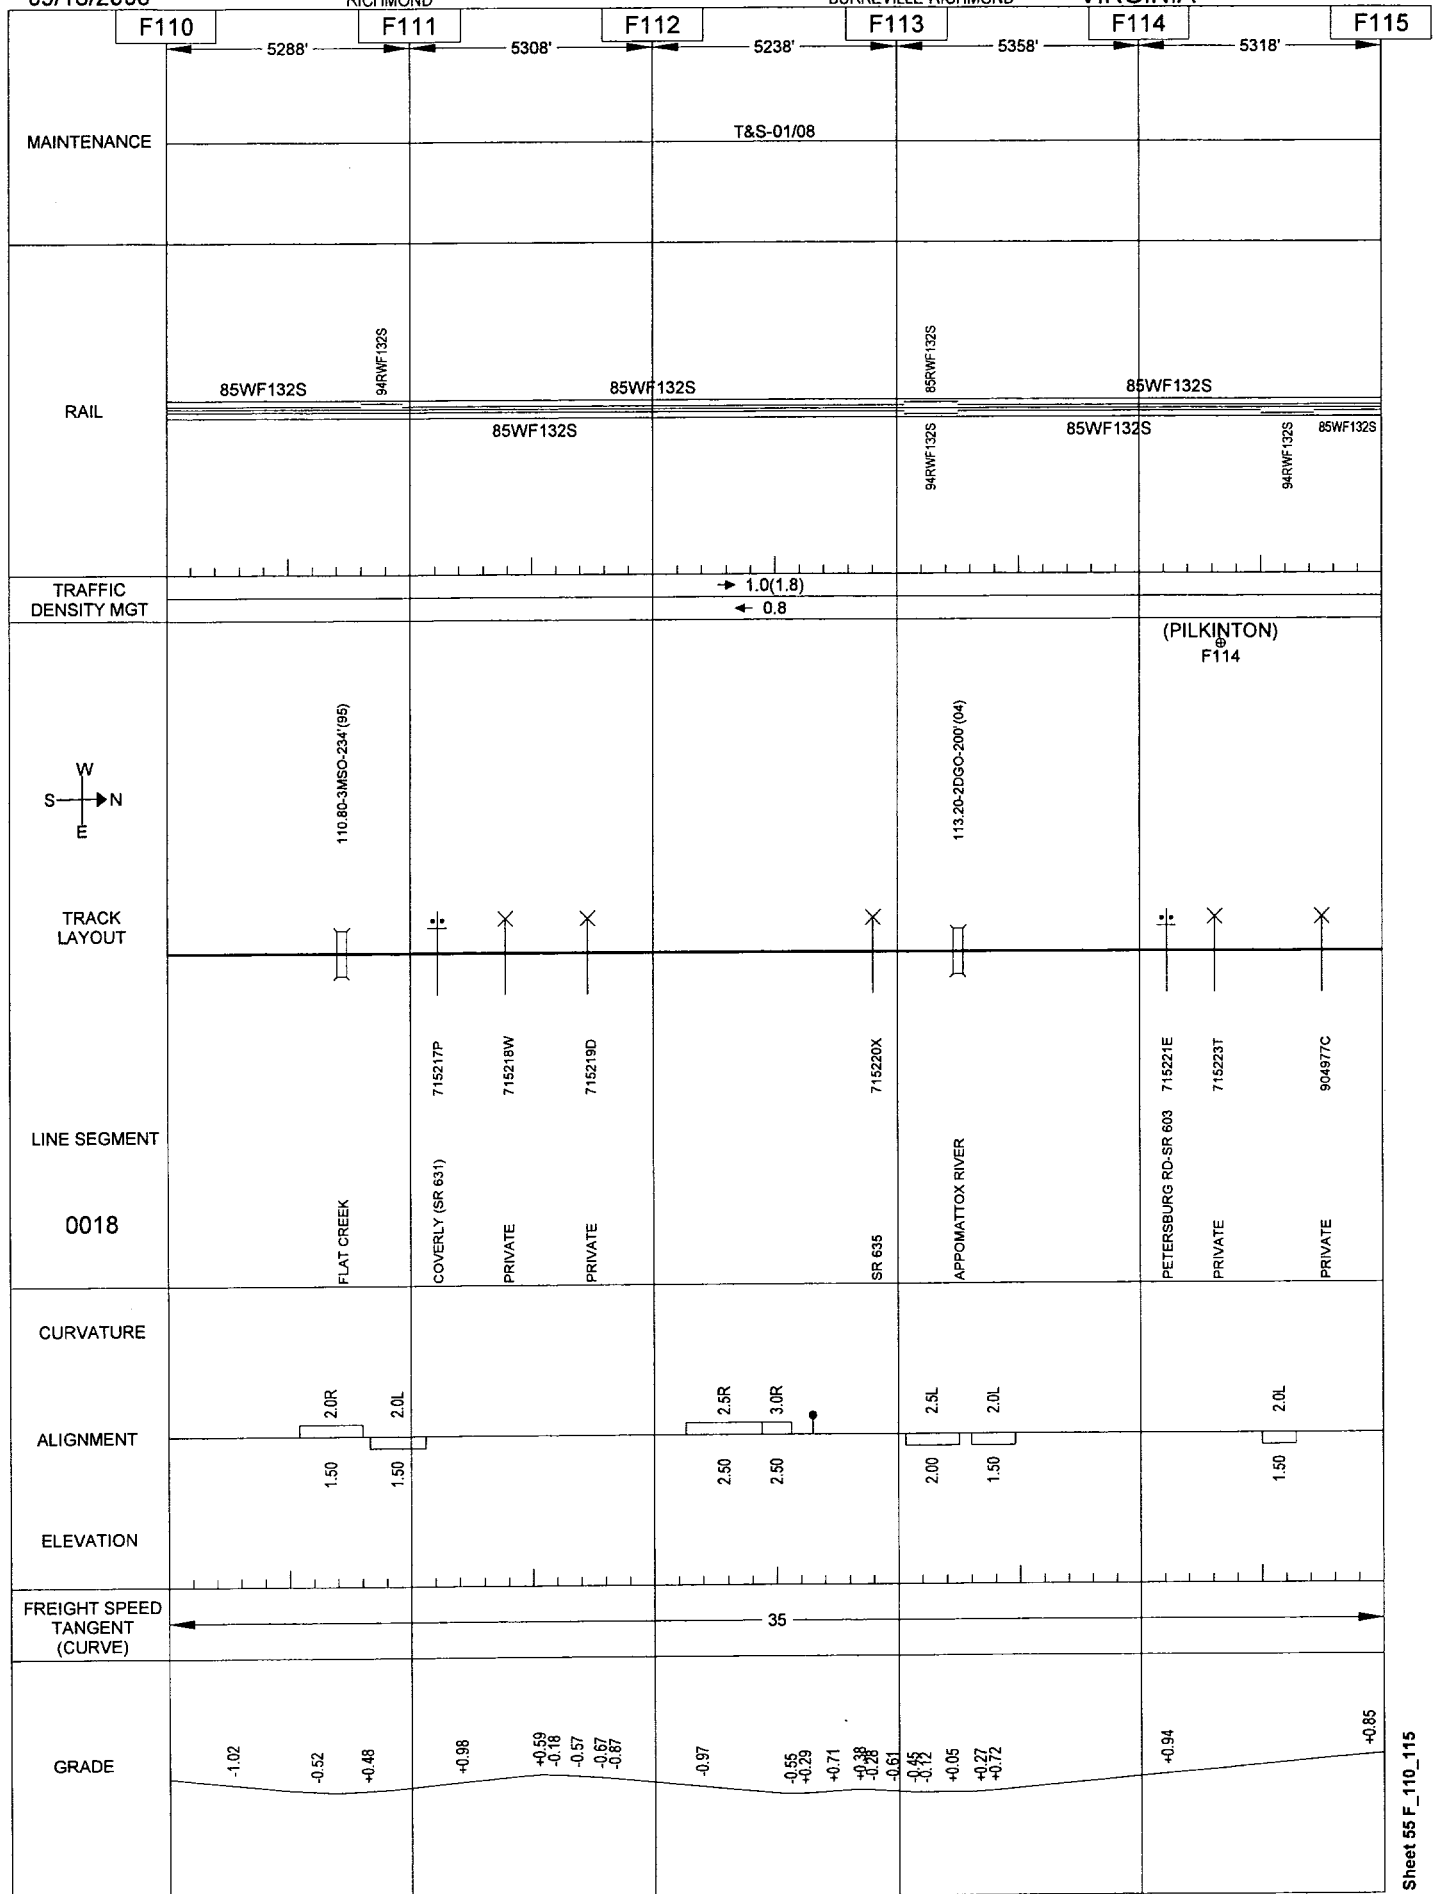 RICHMOND
F110
F111
F112
F113
F114
F115
5288'
5308'
5238'
5358'
5318'
MAINTENANCE
T&S-01/08
RAIL
85WF132S
94RWF132S
85WF132S
85RWF132S
85WF132S
85WF132S
94RWF132S
85WF132S
94RWF132S
85WF132S
TRAFFIC
DENSITY MGT
→ 1.0(1.8)
← 0.8
(PILKINTON)
F114
W
S N
E
110.80-3MSO-234'(95)
113.20-2DGO-200'(04)
TRACK
LAYOUT
715217P
715218W
715219D
715220X
715221E
715223T
904977C
LINE SEGMENT
0018
FLAT CREEK
COVERLY (SR 631)
PRIVATE
PRIVATE
SR 635
APPOMATTOX RIVER
PETERSBURG RD-SR 603
PRIVATE
PRIVATE
CURVATURE
2.0R
2.0L
2.5R
3.0R
2.5L
2.0L
2.0L
ALIGNMENT
1.50
1.50
2.50
2.50
2.00
1.50
1.50
ELEVATION
FREIGHT SPEED
TANGENT
(CURVE)
35
GRADE
-1.02
-0.52
+0.48
+0.98
+0.59
-0.18
-0.57
-0.67
-0.87
-0.97
-0.55
+0.29
+0.71
+0.38
-0.28
-0.61
-0.45
-0.12
+0.05
+0.27
+0.72
+0.94
+0.85
Sheet 55 F_110_115